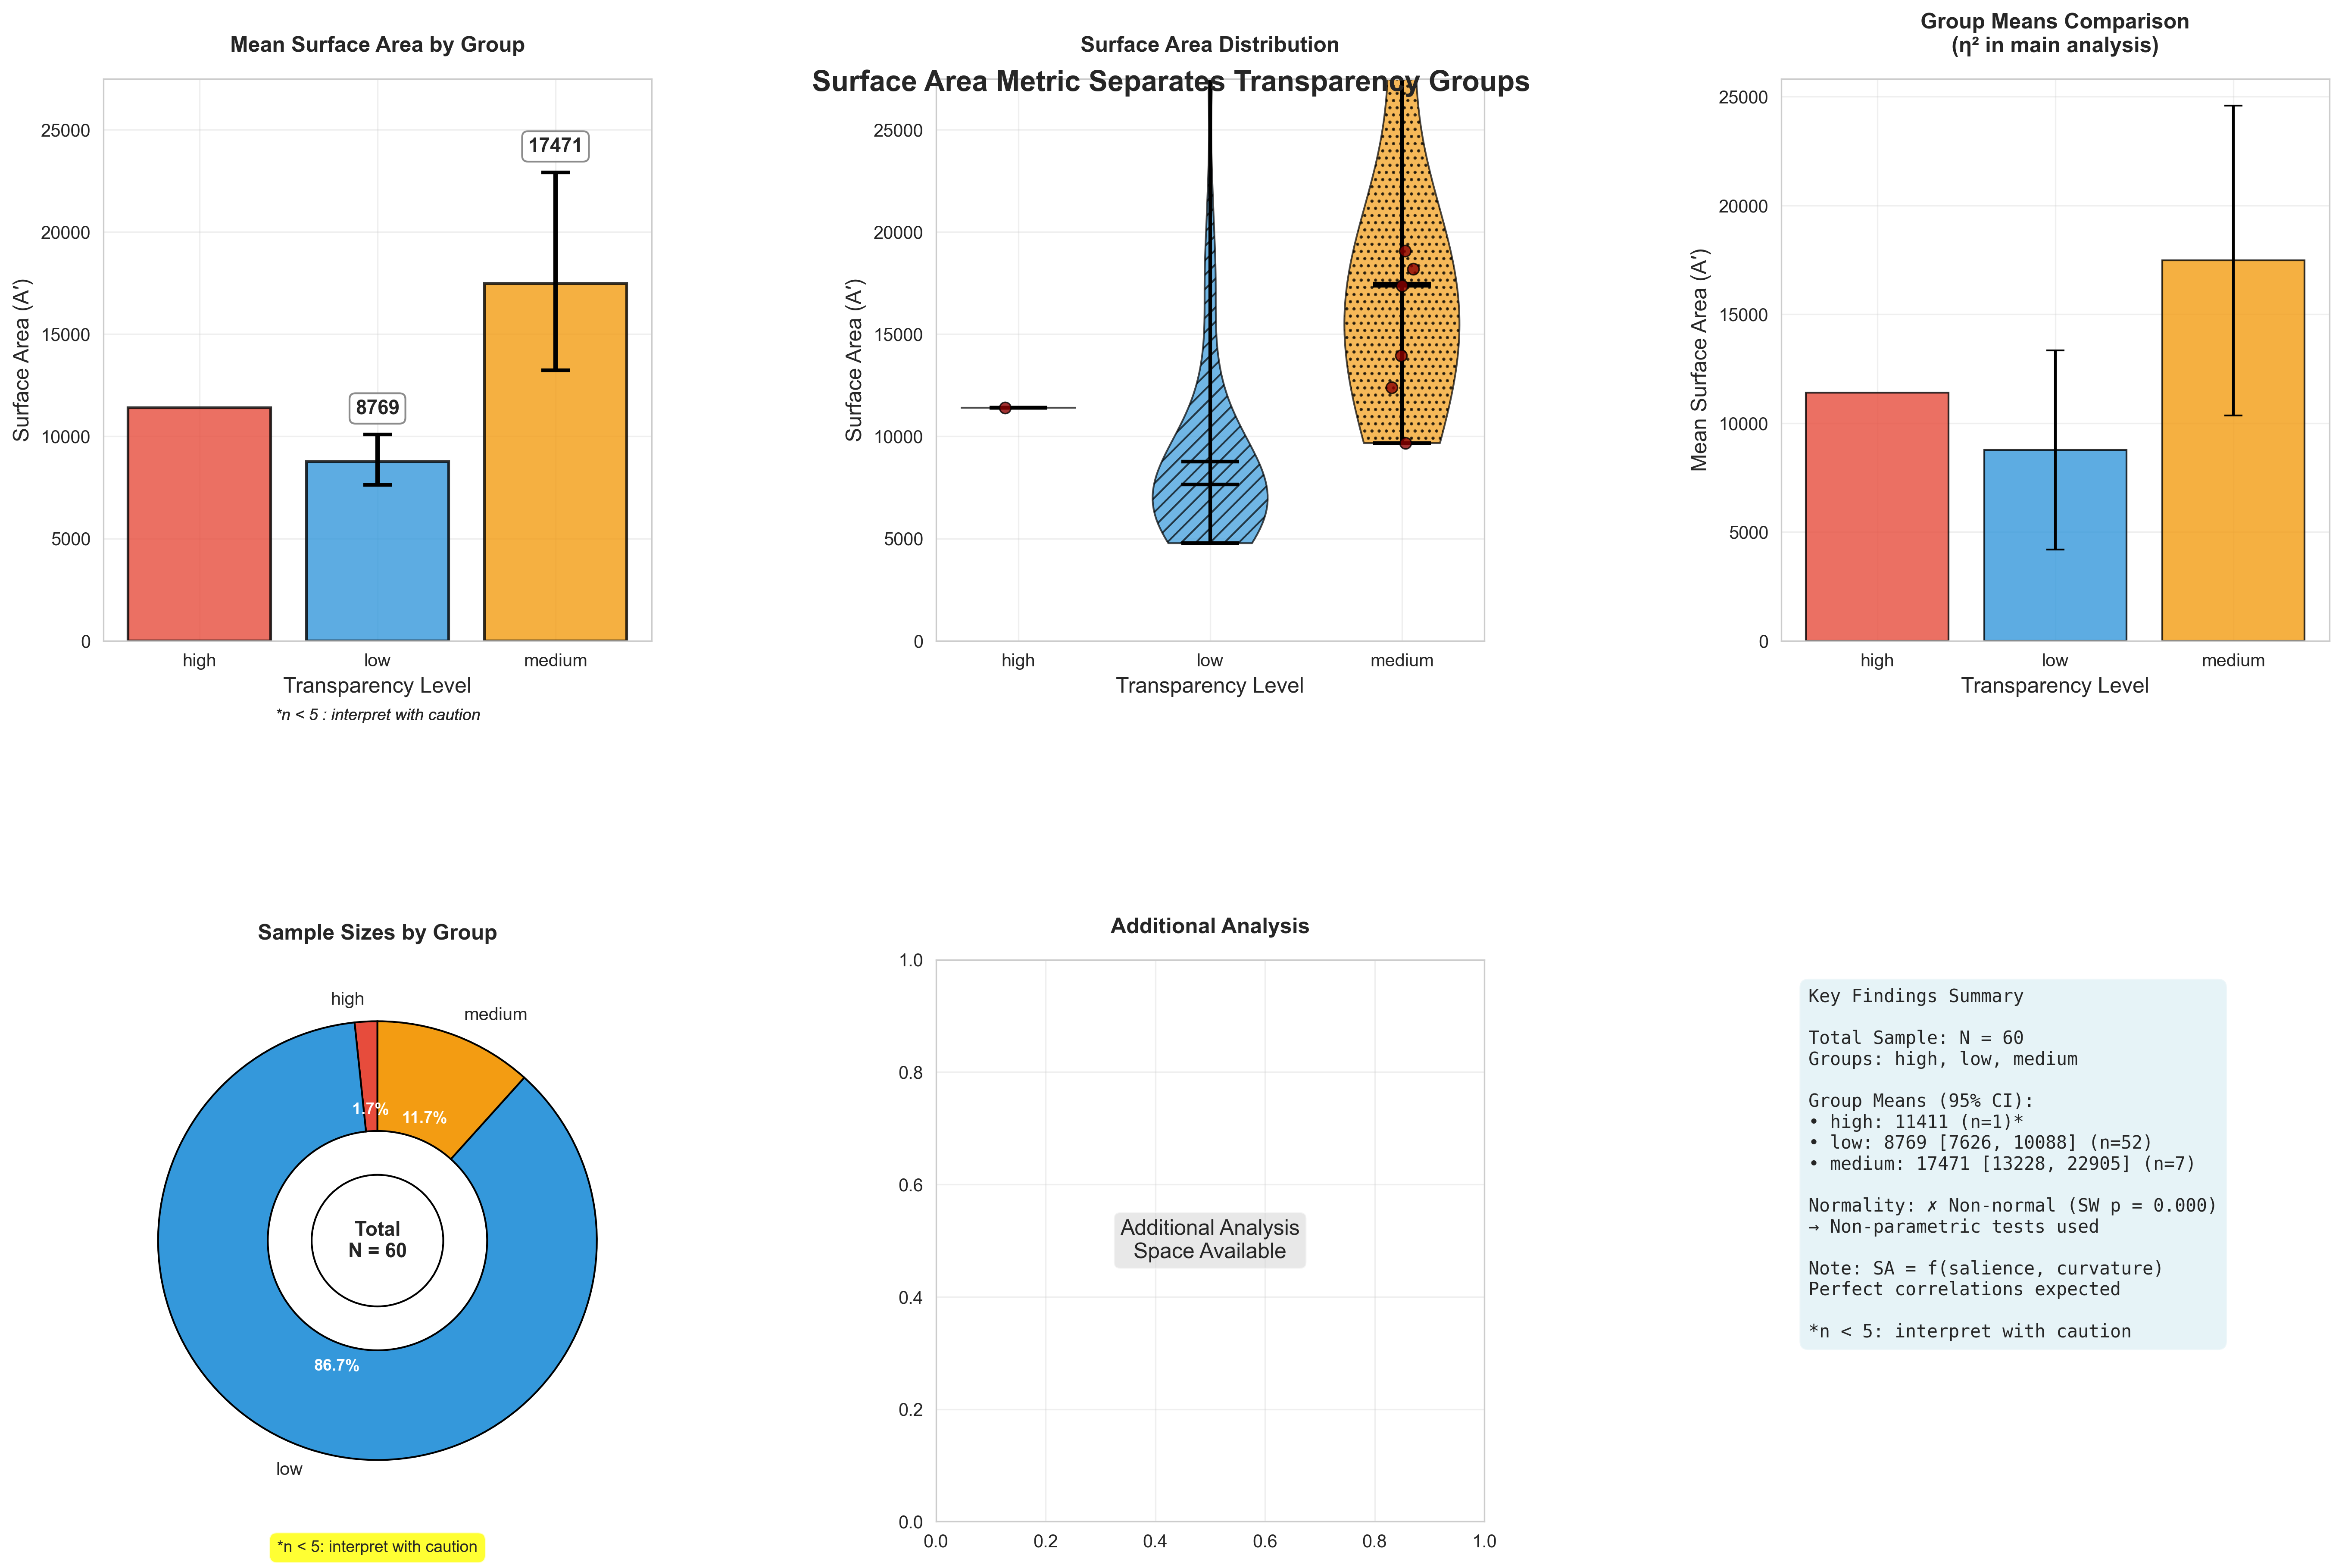 Mean Surface Area by Group
Surface Area (A′)
25000
20000
15000
10000
5000
0
17471
8769
high
low
medium
Transparency Level
*n < 5 : interpret with caution
Surface Area Distribution
Surface Area Metric Separates Transparency Groups
Surface Area (A′)
25000
20000
15000
10000
5000
0
high
low
medium
Transparency Level
Group Means Comparison
(η² in main analysis)
Mean Surface Area (A′)
25000
20000
15000
10000
5000
0
high
low
medium
Transparency Level
Sample Sizes by Group
high
medium
1.7%
11.7%
Total
N = 60
86.7%
low
*n < 5: interpret with caution
Additional Analysis
1.0
0.8
0.6
0.4
0.2
0.0
Additional Analysis
Space Available
0.0
0.2
0.4
0.6
0.8
1.0
Key Findings Summary
Total Sample: N = 60
Groups: high, low, medium
Group Means (95% CI):
• high: 11411 (n=1)*
• low: 8769 [7626, 10088] (n=52)
• medium: 17471 [13228, 22905] (n=7)
Normality: ✗ Non-normal (SW p = 0.000)
→ Non-parametric tests used
Note: SA = f(salience, curvature)
Perfect correlations expected
*n < 5: interpret with caution